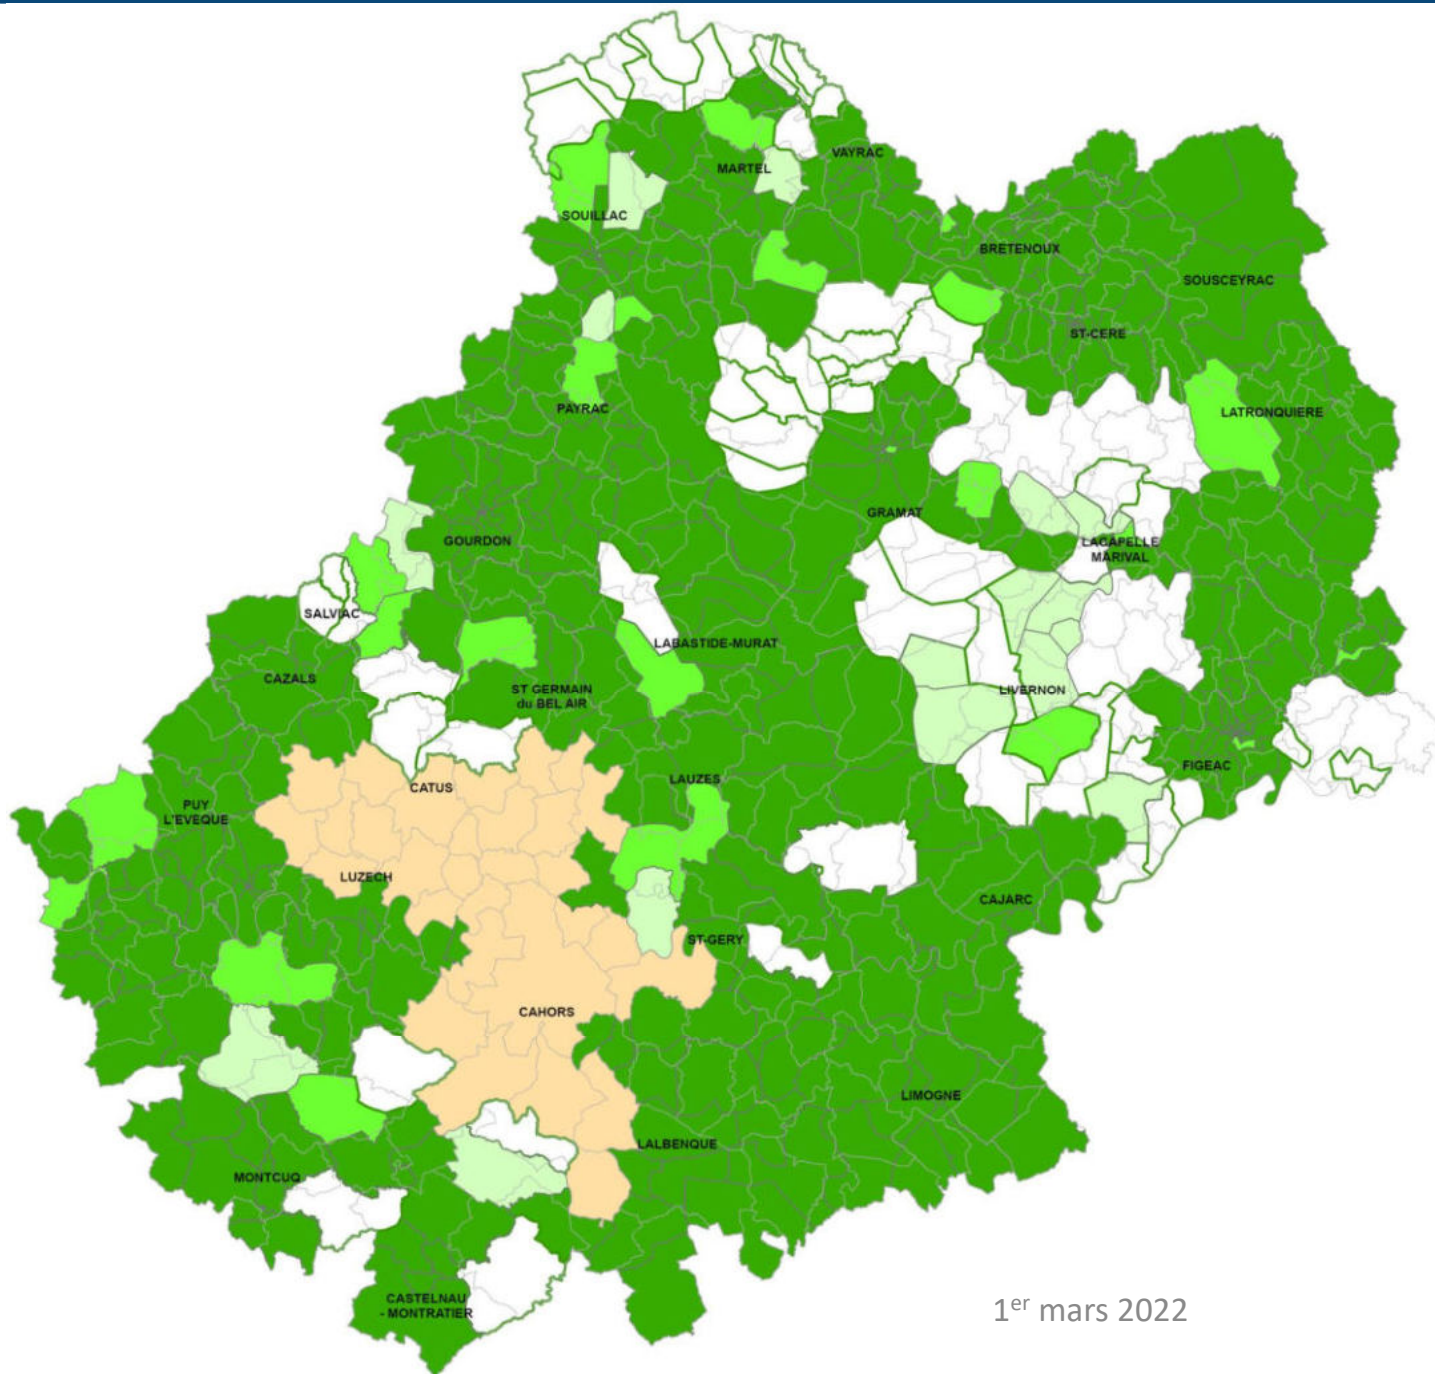 VAYRAC
MARTEL
SOUILLAC
BRETENOUX
SOUSCEYRAC
ST-CERE
PAYRAC
LATRONQUIERE
GRAMAT
GOURDON
LACAPELLE
MARIVAL
SALVIAC
LABASTIDE-MURAT
CAZALS
ST GERMAIN
du BEL AIR
LIVERNON
FIGEAC
LAUZES
CATUS
PUY
L'EVEQUE
LUZECH
CAJARC
ST-GERY
CAHORS
LIMOGNE
LALBENQUE
MONTCUQ
CASTELNAU
- MONTRATIER
1er mars 2022